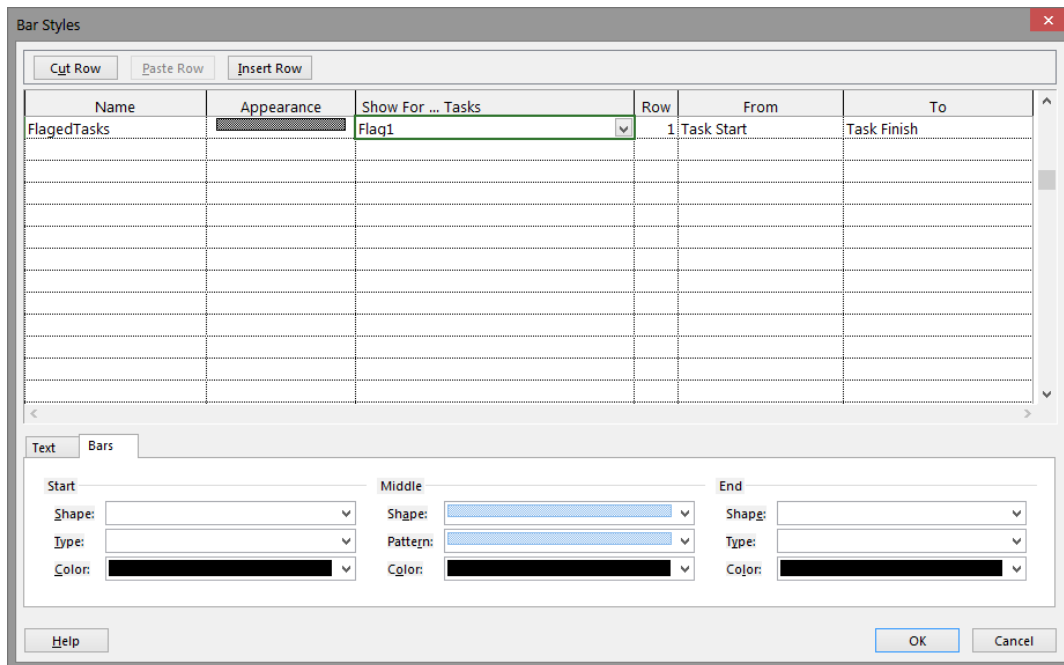 Bar Styles
Cut Row Paste Row Insert Row
Name Appearance Show For ... Tasks Row From To
FlagedTasks Flag1 1 Task Start Task Finish
Text Bars
Start Middle End
Shape: Shape: Shape:
Type: Pattern: Type:
Color: Color: Color:
Help OK Cancel